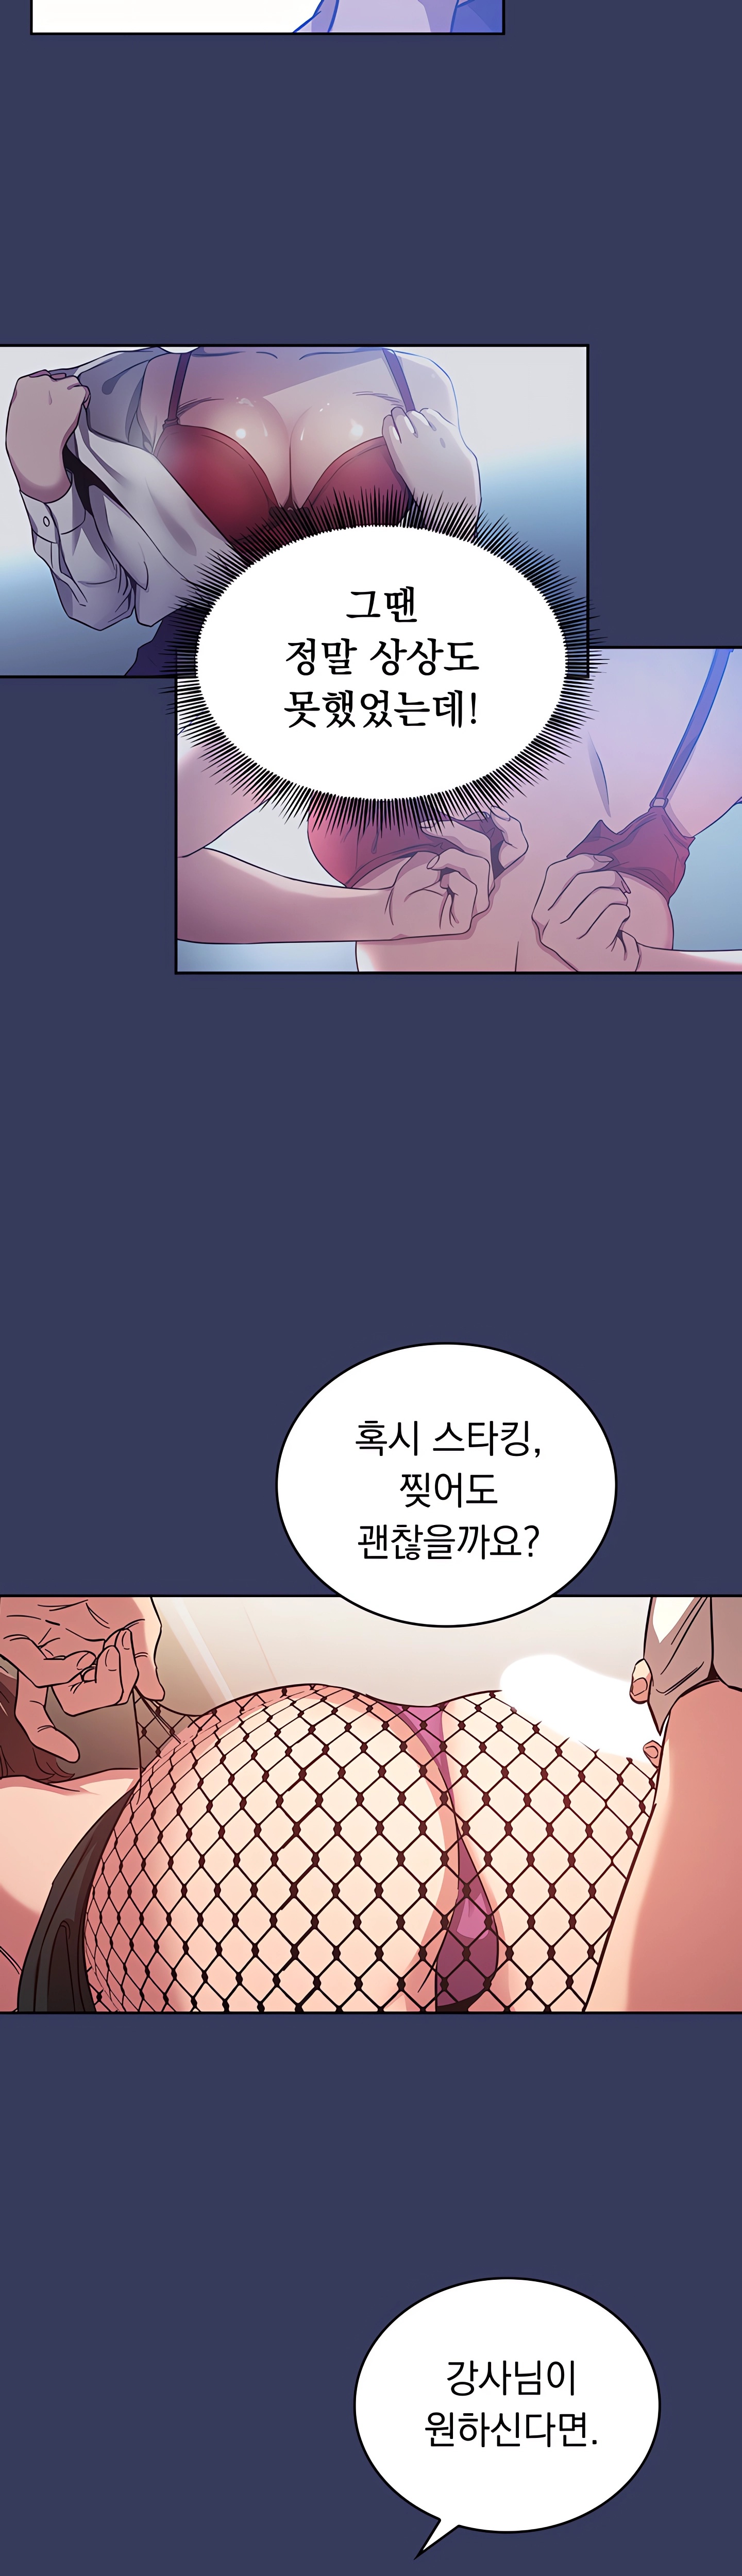 그땐
정말 상상도
못했었는데!
혹시 스타킹,
찢어도
괜찮을까요?
강사님이
원하신다면.